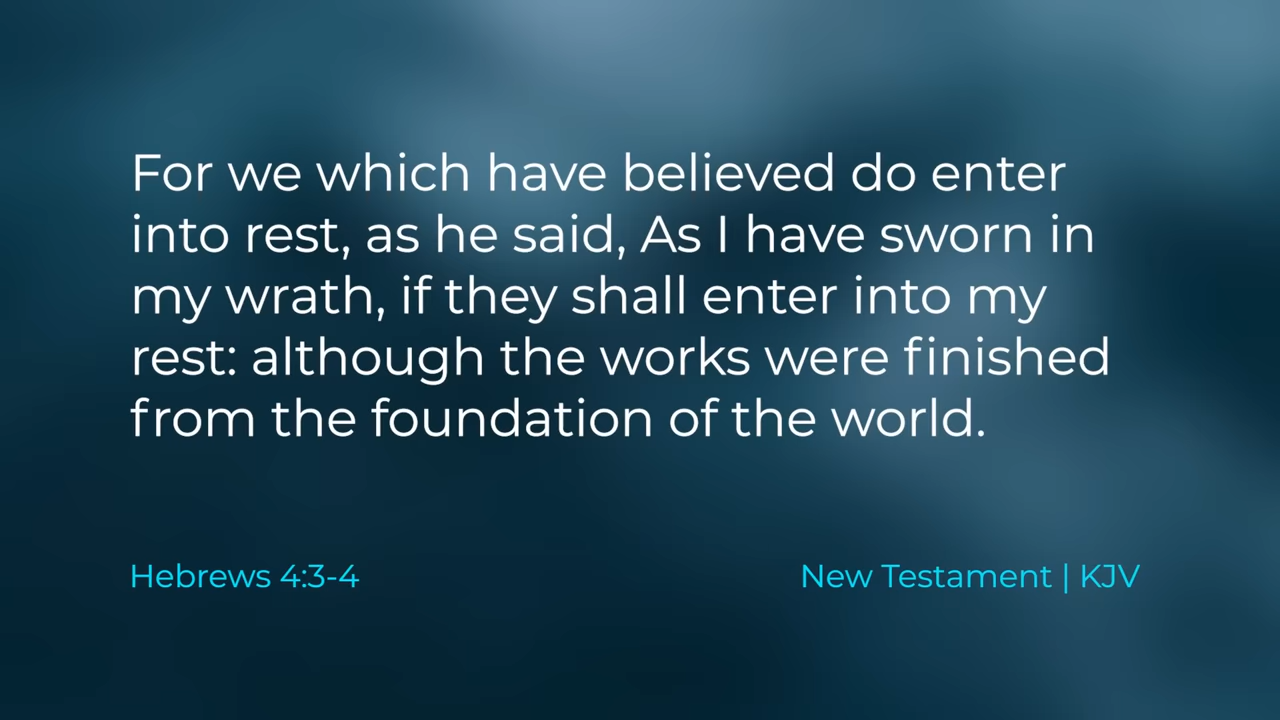 For we which have believed do enter
into rest, as he said, As I have sworn in
my wrath, if they shall enter into my
rest: although the works were finished
from the foundation of the world.
Hebrews 4:3-4
New Testament | KJV